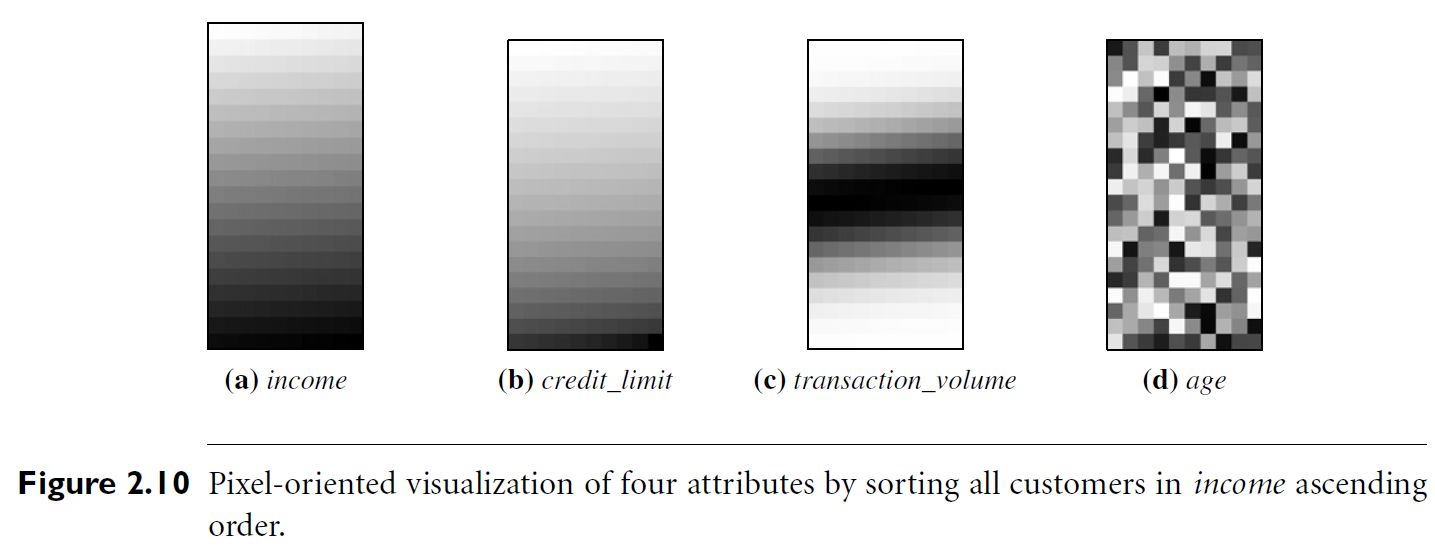 (a) income
(b) credit_limit
(c) transaction_volume
(d) age
Figure 2.10 Pixel-oriented visualization of four attributes by sorting all customers in income ascending
order.